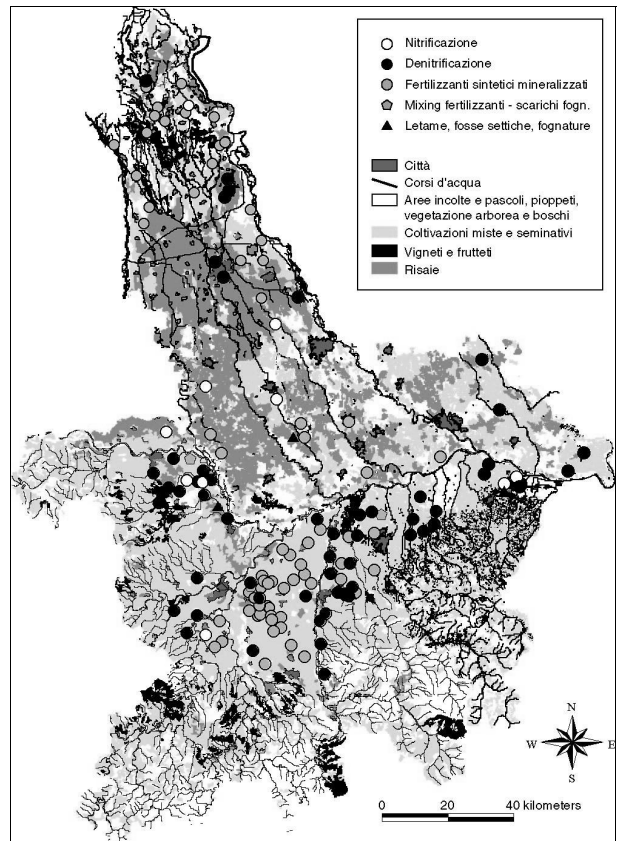 Nitrificazione
Denitrificazione
Fertilizzanti sintetici mineralizzati
Mixing fertilizzanti - scarichi fogn.
Letame, fosse settiche, fognature
Città
Corsi d'acqua
Aree incolte e pascoli, pioppeti,
vegetazione arborea e boschi
Coltivazioni miste e seminativi
Vigneti e frutteti
Risaie
N
W E
S
0 20 40 kilometers